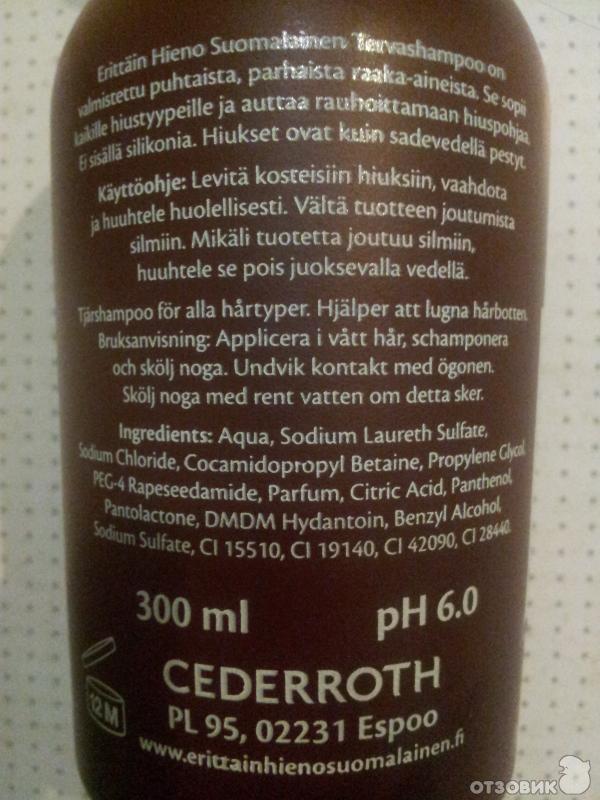 Erittäin Hieno Suomalainen Tervashampoo on
valmistettu puhtaista, parhaista raaka-aineista. Se sopii
kaikille hiustyypeille ja auttaa rauhoittamaan hiuspohjaa.
Ei sisällä silikonia. Hiukset ovat kuin sadevedellä pestyt.
Käyttöohje: Levitä kosteisiin hiuksiin, vaahdota
ja huuhtele huolellisesti. Vältä tuotteen joutumista
silmiin. Mikäli tuotetta joutuu silmiin,
huuhtele se pois juoksevalla vedellä.
Tjärshampoo för alla hårtyper. Hjälper att lugna hårbotten.
Bruksanvisning: Applicera i vått hår, schamponera
och skölj noga. Undvik kontakt med ögonen.
Skölj noga med rent vatten om detta sker.
Ingredients: Aqua, Sodium Laureth Sulfate,
Sodium Chloride, Cocamidopropyl Betaine, Propylene Glycol,
PEG-4 Rapeseedamide, Parfum, Citric Acid, Panthenol,
Pantolactone, DMDM Hydantoin, Benzyl Alcohol,
Sodium Sulfate, CI 15510, CI 19140, CI 42090, CI 28440.
300 ml pH 6.0
12 M
CEDERROTH
PL 95, 02231 Espoo
www.erittainhienosuomalainen.fi
ОТЗОВИК